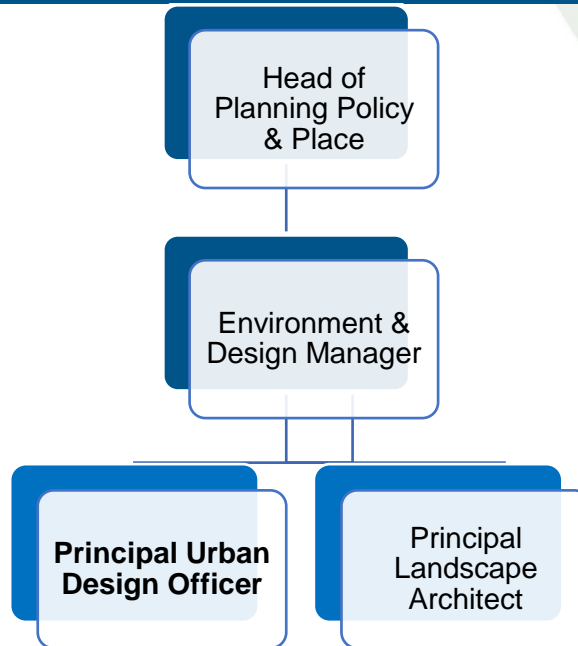 Head of
Planning Policy
& Place
Environment &
Design Manager
Principal Urban
Design Officer
Principal
Landscape
Architect